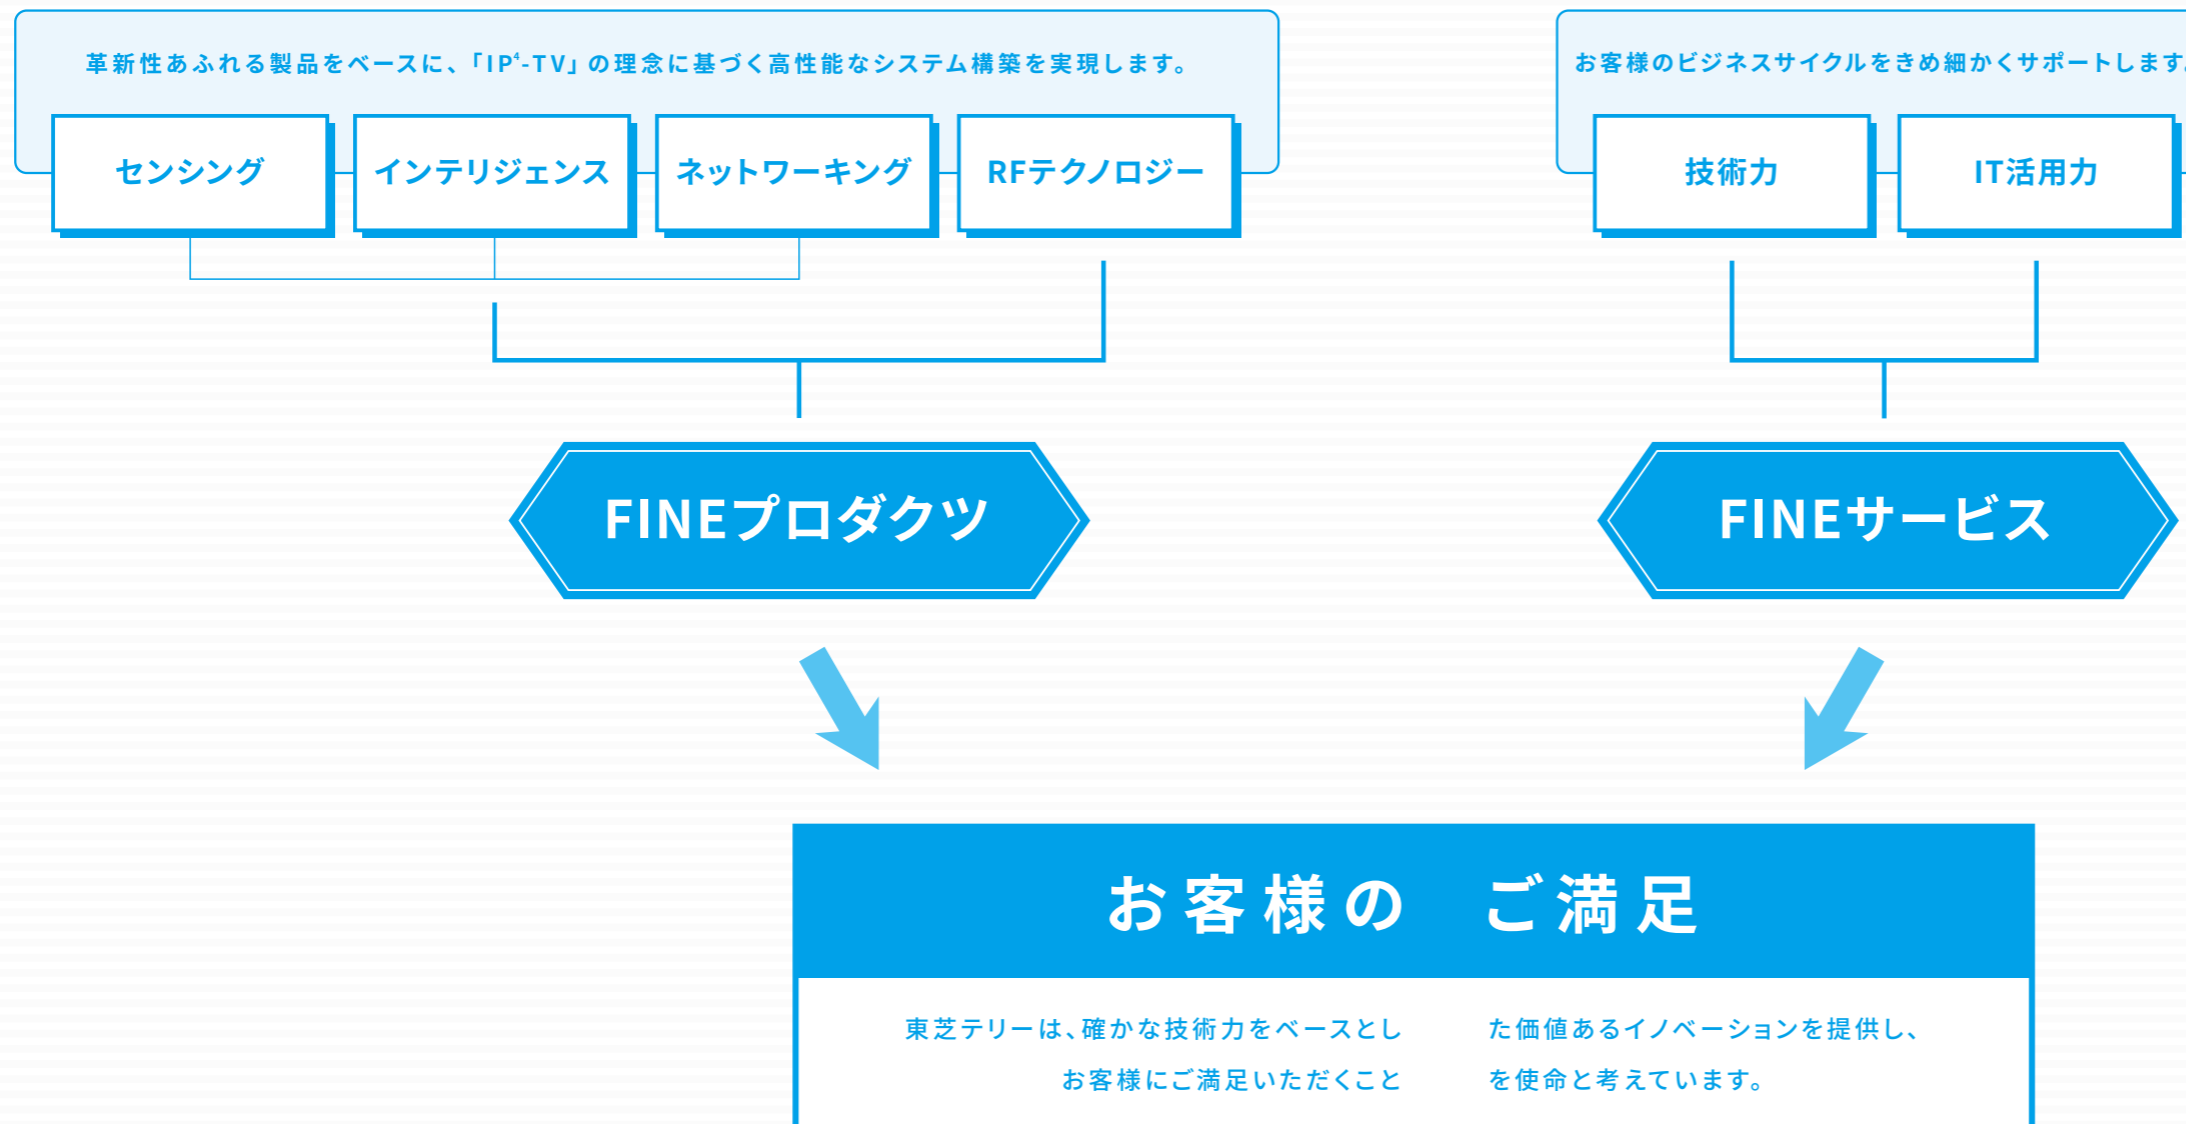 革新性あふれる製品をベースに、「IP⁴-TV」の理念に基づく高性能なシステム構築を実現します。
お客様のビジネスサイクルをきめ細かくサポートします。
センシング
インテリジェンス
ネットワーキング
RFテクノロジー
技術力
IT活用力
FINEプロダクツ
FINEサービス
お客様の ご満足
東芝テリーは、確かな技術力をベースとし た価値あるイノベーションを提供し、
お客様にご満足いただくこと を使命と考えています。